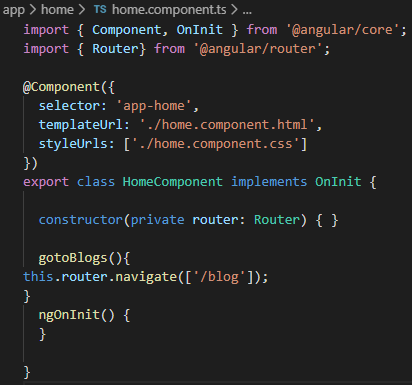 app > home > TS home.component.ts > ...
import { Component, OnInit } from '@angular/core';
import { Router} from '@angular/router';
@Component({
selector: 'app-home',
templateUrl: './home.component.html',
styleUrls: ['./home.component.css']
})
export class HomeComponent implements OnInit {
constructor(private router: Router) { }
gotoBlogs(){
this.router.navigate(['/blog']);
}
ngOnInit() {
}
}